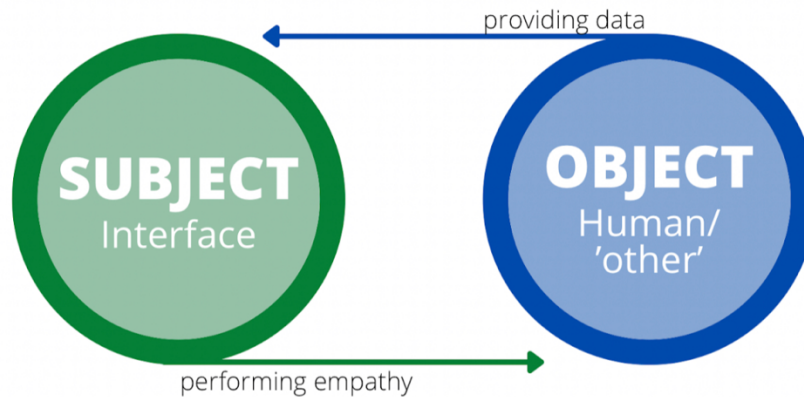 providing data
SUBJECT
Interface
OBJECT
Human/
'other'
performing empathy